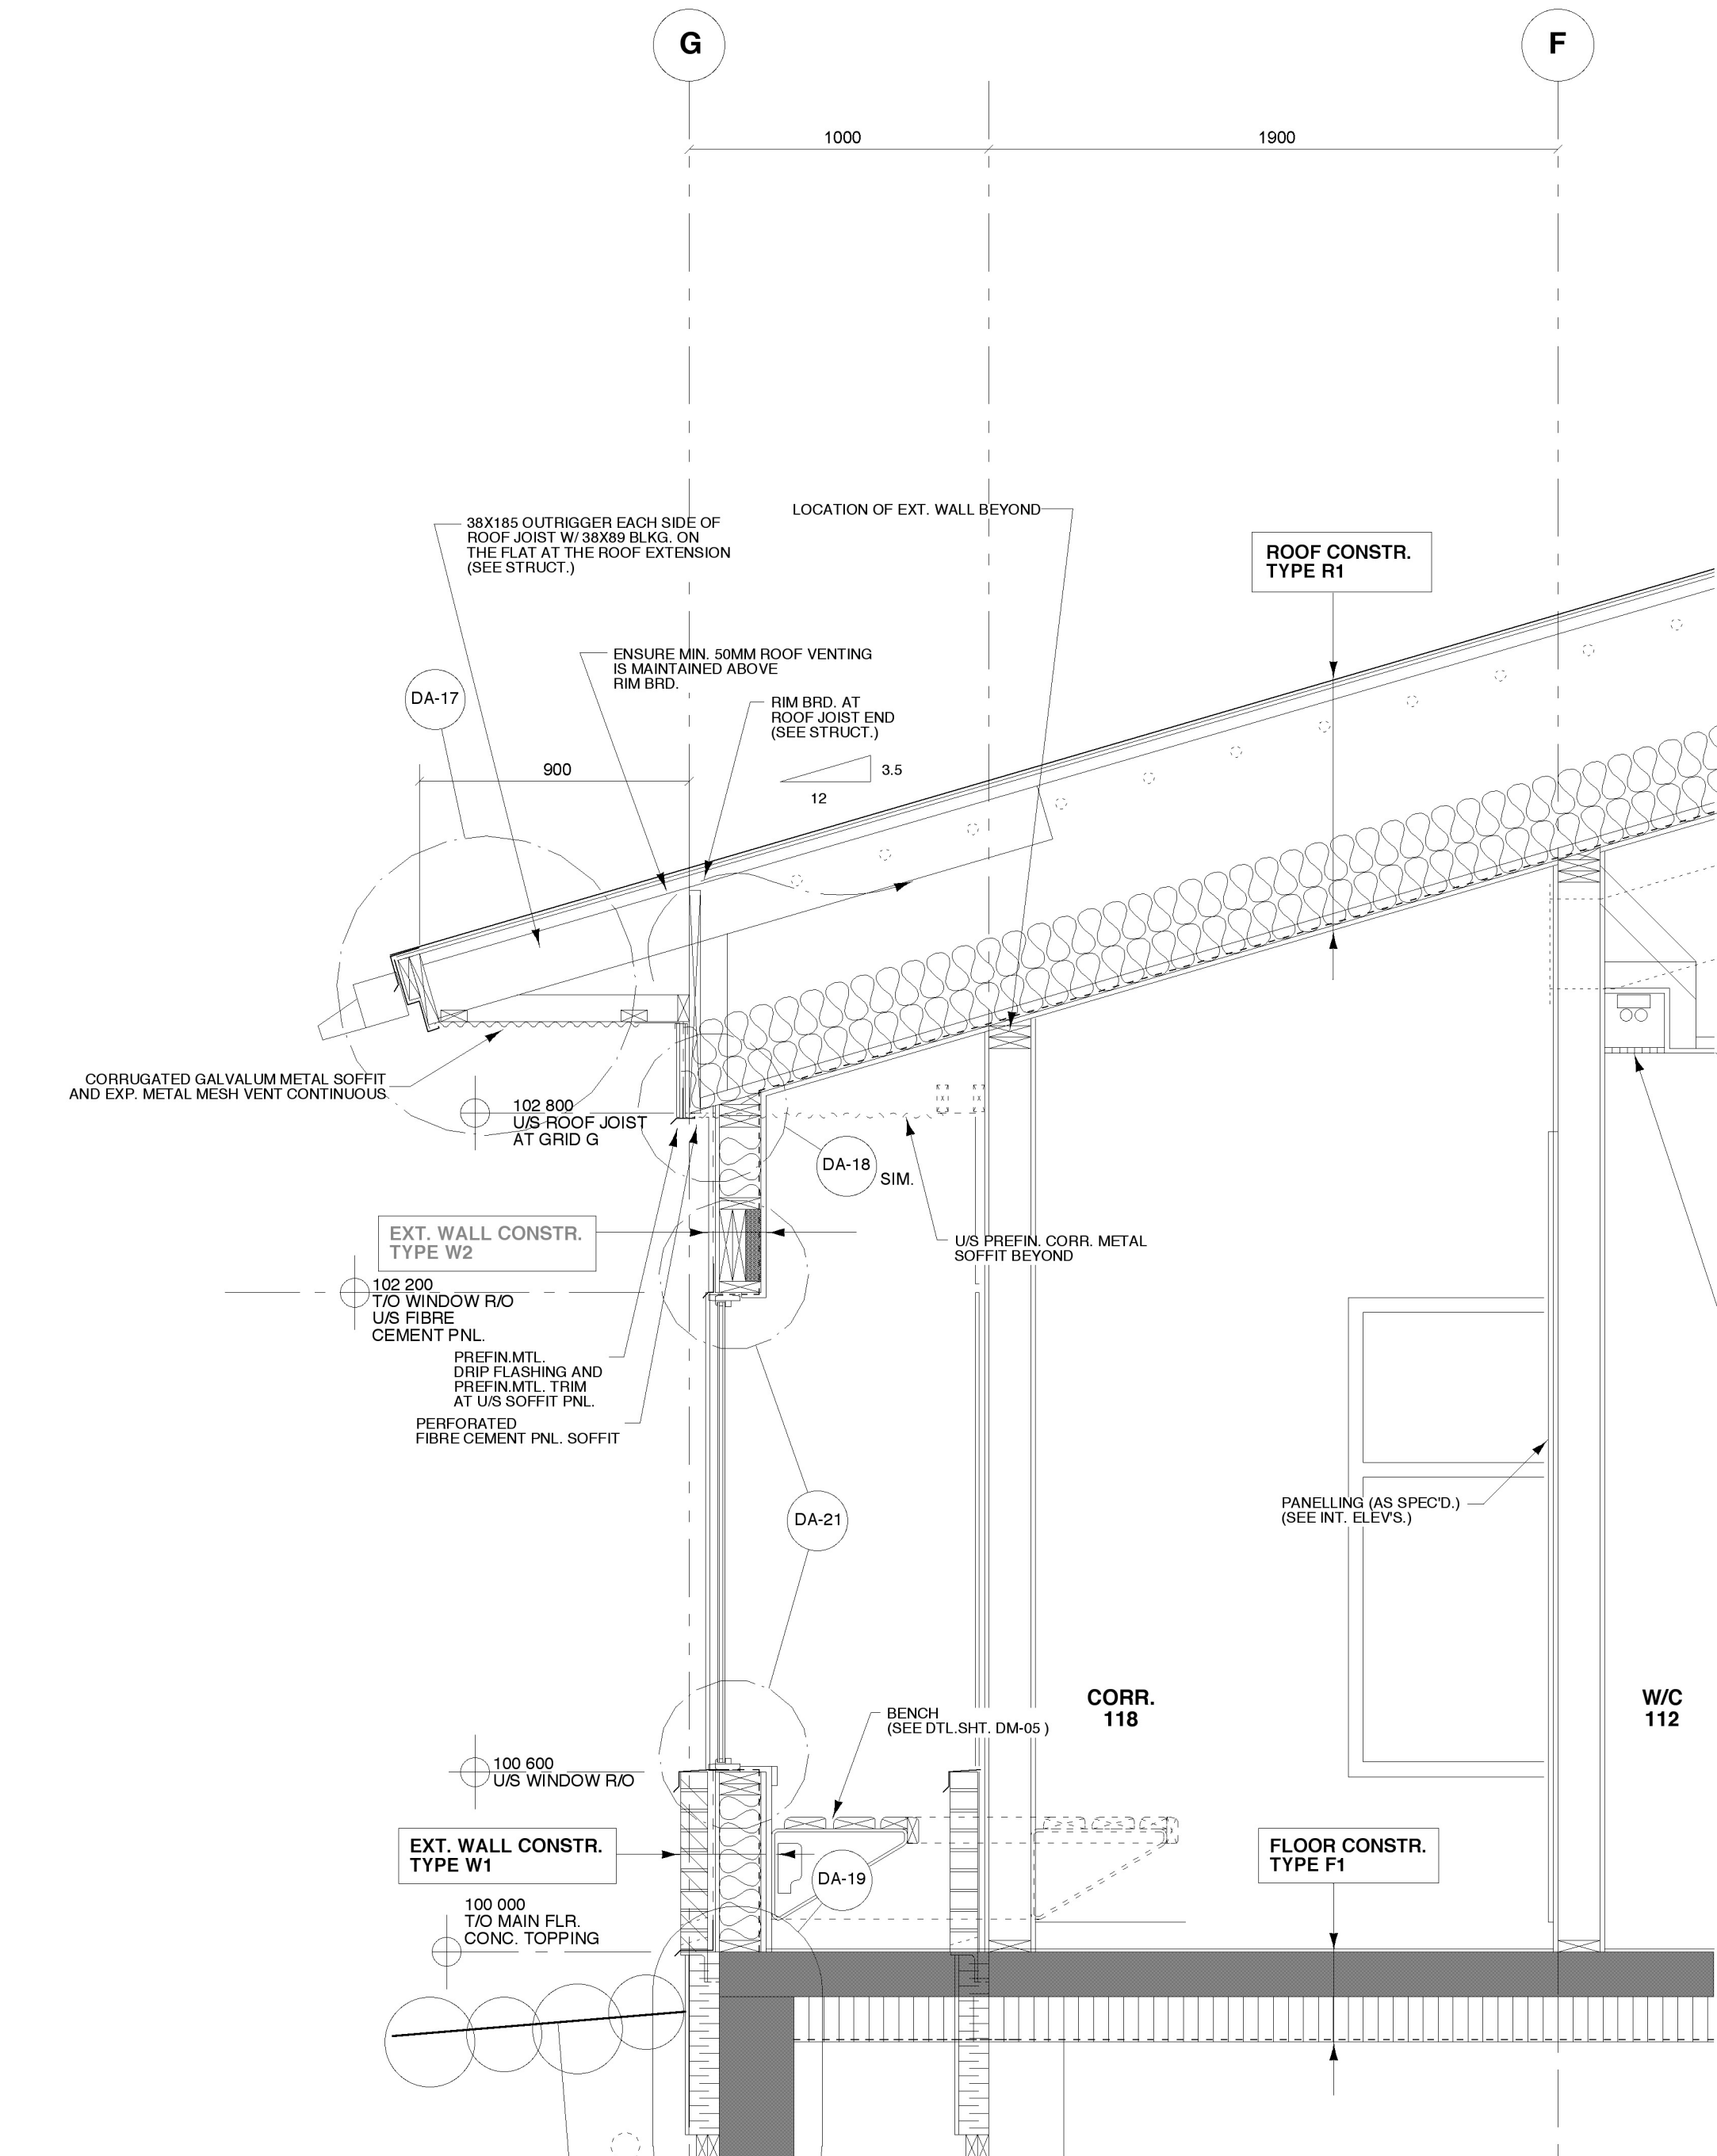 G
F
1000
1900
LOCATION OF EXT. WALL BEYOND
38X185 OUTRIGGER EACH SIDE OF
ROOF JOIST W/ 38X89 BLKG. ON
THE FLAT AT THE ROOF EXTENSION
(SEE STRUCT.)
ROOF CONSTR.
TYPE R1
ENSURE MIN. 50MM ROOF VENTING
IS MAINTAINED ABOVE
RIM BRD.
DA-17
RIM BRD. AT
ROOF JOIST END
(SEE STRUCT.)
900
3.5
12
CORRUGATED GALVALUM METAL SOFFIT
AND EXP. METAL MESH VENT CONTINUOUS
102 800
U/S ROOF JOIST
AT GRID G
DA-18
SIM.
EXT. WALL CONSTR.
TYPE W2
U/S PREFIN. CORR. METAL
SOFFIT BEYOND
102 200
T/O WINDOW R/O
U/S FIBRE
CEMENT PNL.
PREFIN.MTL.
DRIP FLASHING AND
PREFIN.MTL. TRIM
AT U/S SOFFIT PNL.
PERFORATED
FIBRE CEMENT PNL. SOFFIT
DA-21
PANELLING (AS SPEC'D.)
(SEE INT. ELEV'S.)
CORR.
118
W/C
112
BENCH
(SEE DTL.SHT. DM-05 )
100 600
U/S WINDOW R/O
EXT. WALL CONSTR.
TYPE W1
DA-19
FLOOR CONSTR.
TYPE F1
100 000
T/O MAIN FLR.
CONC. TOPPING